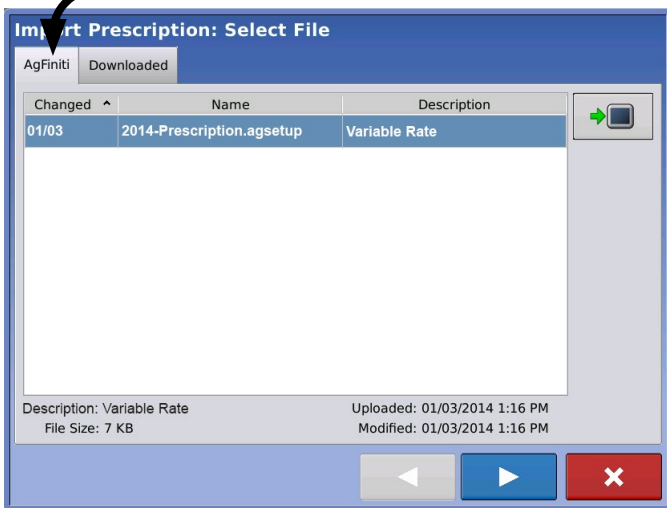 Import Prescription: Select File
AgFiniti Downloaded
Changed Name Description
01/03 2014-Prescription.agsetup Variable Rate
Description: Variable Rate Uploaded: 01/03/2014 1:16 PM
File Size: 7 KB Modified: 01/03/2014 1:16 PM